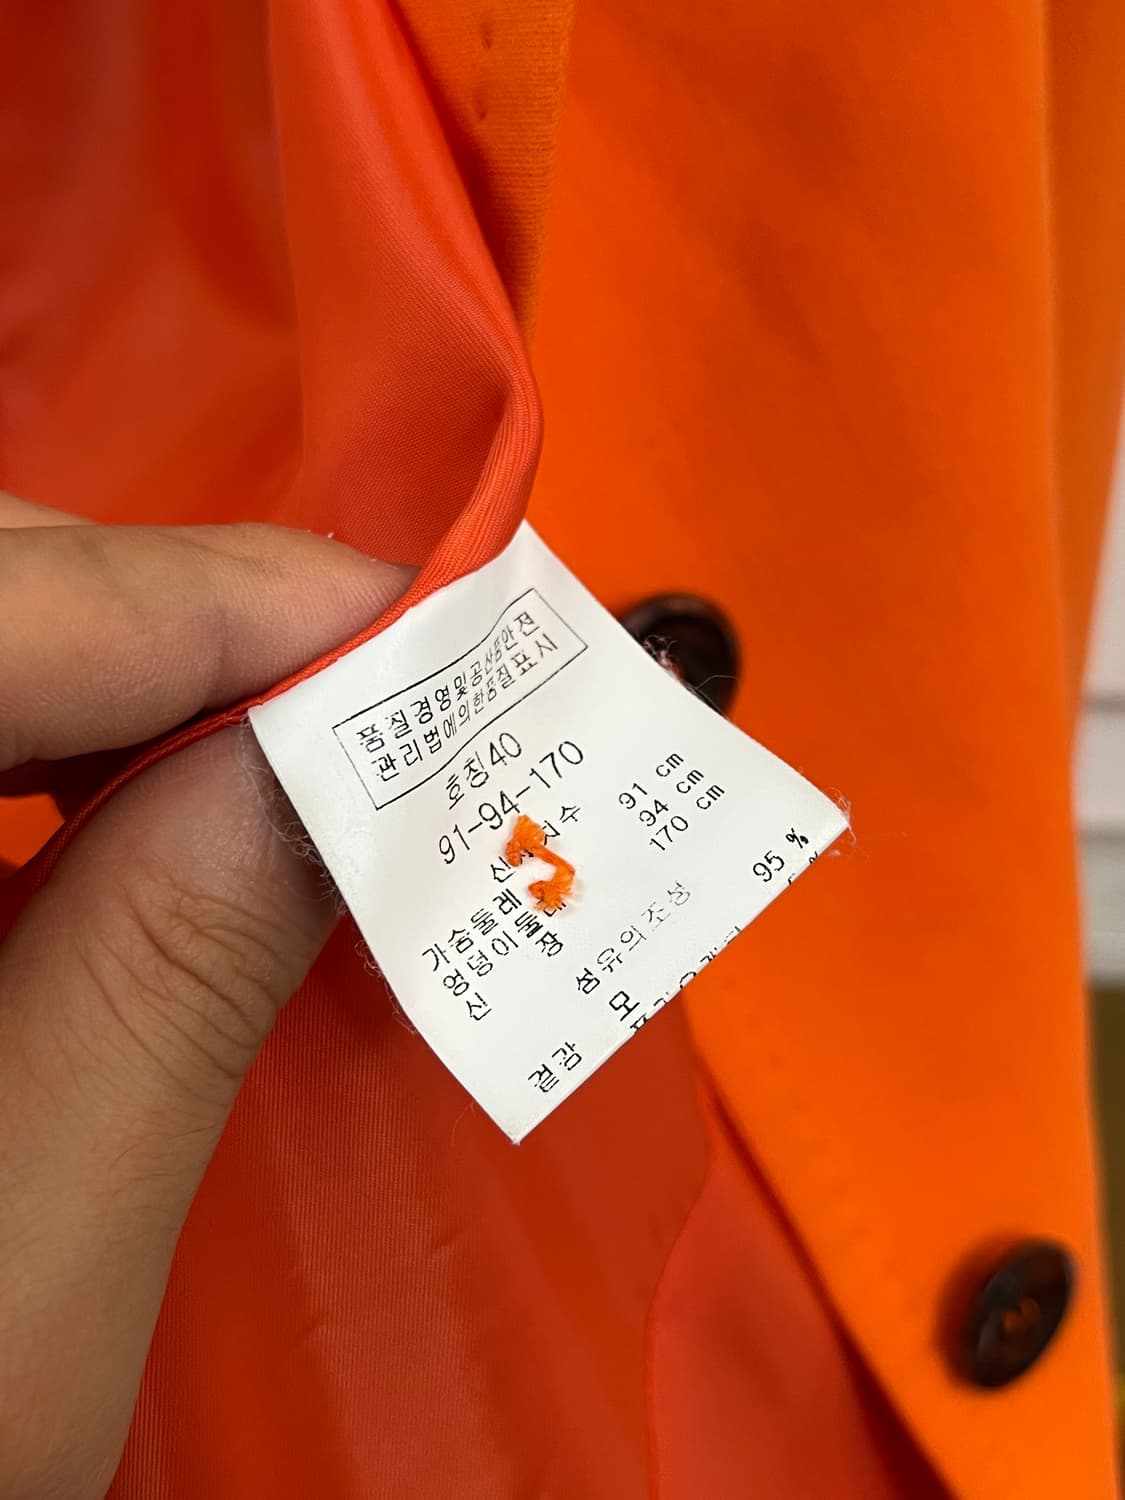 품질경영및공산품안전
관리법에의한품질표시
호칭40
91-94-170
가슴둘레 91 cm
엉덩이둘레 94 cm
신 장 170 cm
섬유의조성
겉감 모 95 %